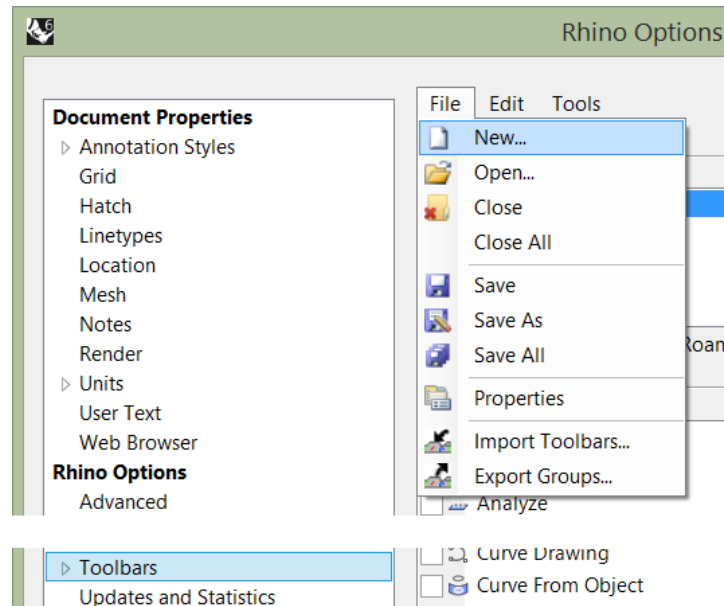 6
Rhino Options
Document Properties
Annotation Styles
Grid
Hatch
Linetypes
Location
Mesh
Notes
Render
Units
User Text
Web Browser
Rhino Options
Advanced
Toolbars
Updates and Statistics
File Edit Tools
New...
Open...
Close
Close All
Save
Save As
Save All
Properties
Import Toolbars...
Export Groups...
Roam
Analyze
Curve Drawing
Curve From Object